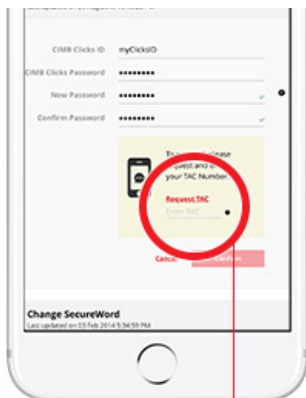 CIMB Clicks ID myClicksID
CIMB Clicks Password ••••••••
New Password ••••••••
Confirm Password ••••••••
please
your TAC Number.
Request TAC
Enter TAC
Cancel Confirm
Change SecureWord
Last updated on 03 Feb 2014 5:34:59 PM